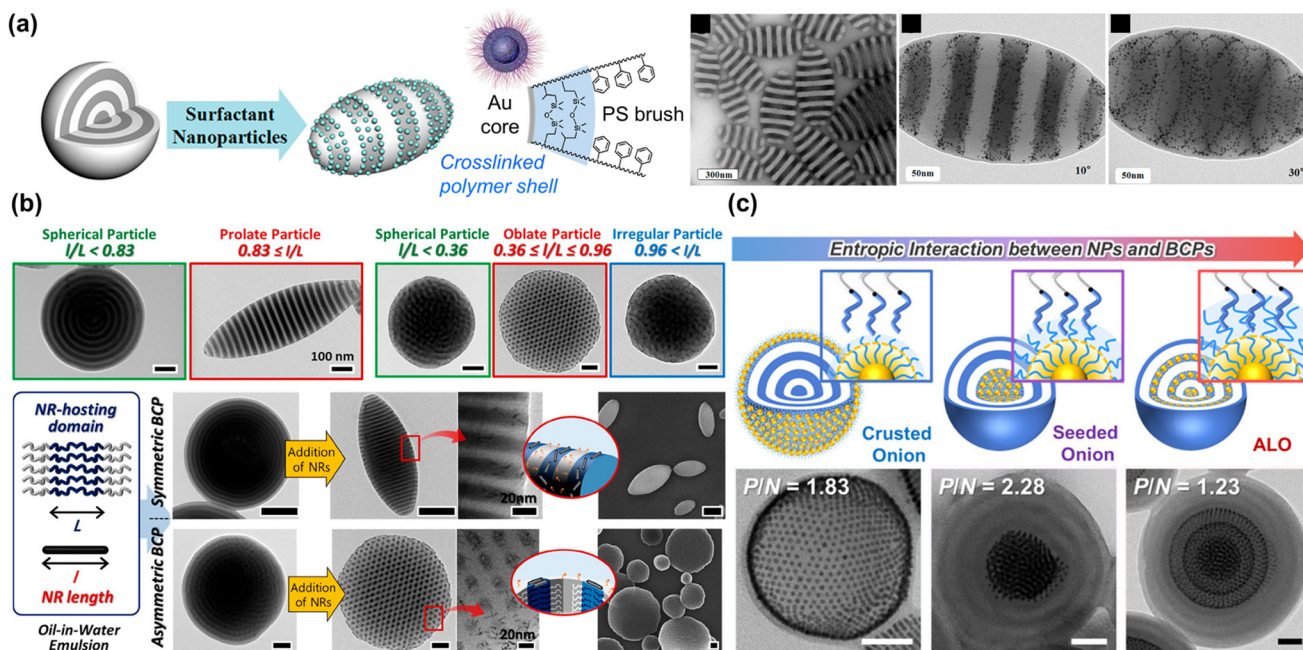 (a)
Surfactant
Nanoparticles
Au
core
PS brush
Crosslinked
polymer shell
Si
Si
O
O
Si
Si
300nm
50nm
10°
50nm
30°
(b)
Spherical Particle
l/L < 0.83
Prolate Particle
0.83 ≤ l/L
Spherical Particle
l/L < 0.36
Oblate Particle
0.36 ≤ l/L ≤ 0.96
Irregular Particle
0.96 < l/L
100 nm
NR-hosting
domain
L
l
NR length
Oil-in-Water
Emulsion
Symmetric BCP
Addition
of NRs
20nm
Asymmetric BCP
Addition
of NRs
20nm
(c)
Entropic Interaction between NPs and BCPs
Crusted
Onion
Seeded
Onion
ALO
P/N = 1.83
P/N = 2.28
P/N = 1.23